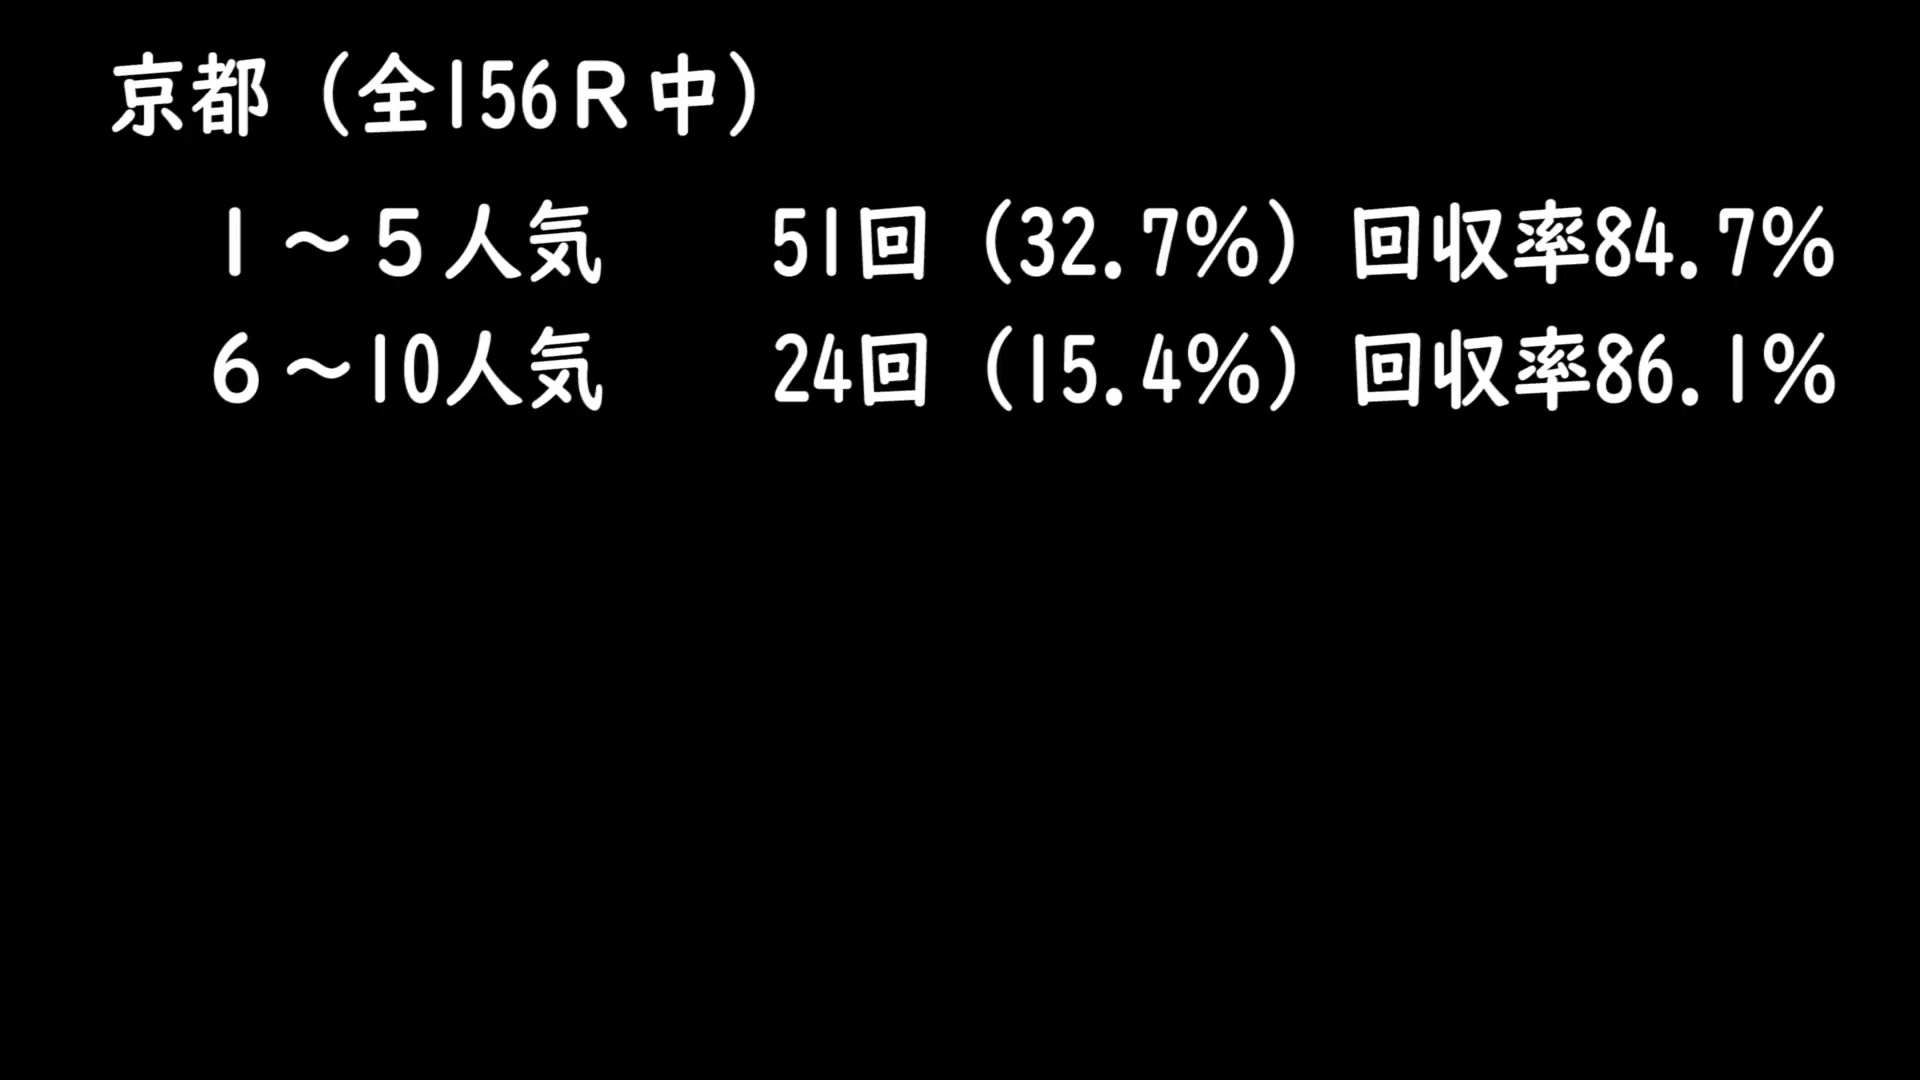 京都（全156Ｒ中）
１～５人気　　51回（32.7%）回収率84.7%
６～10人気　　24回（15.4%）回収率86.1%